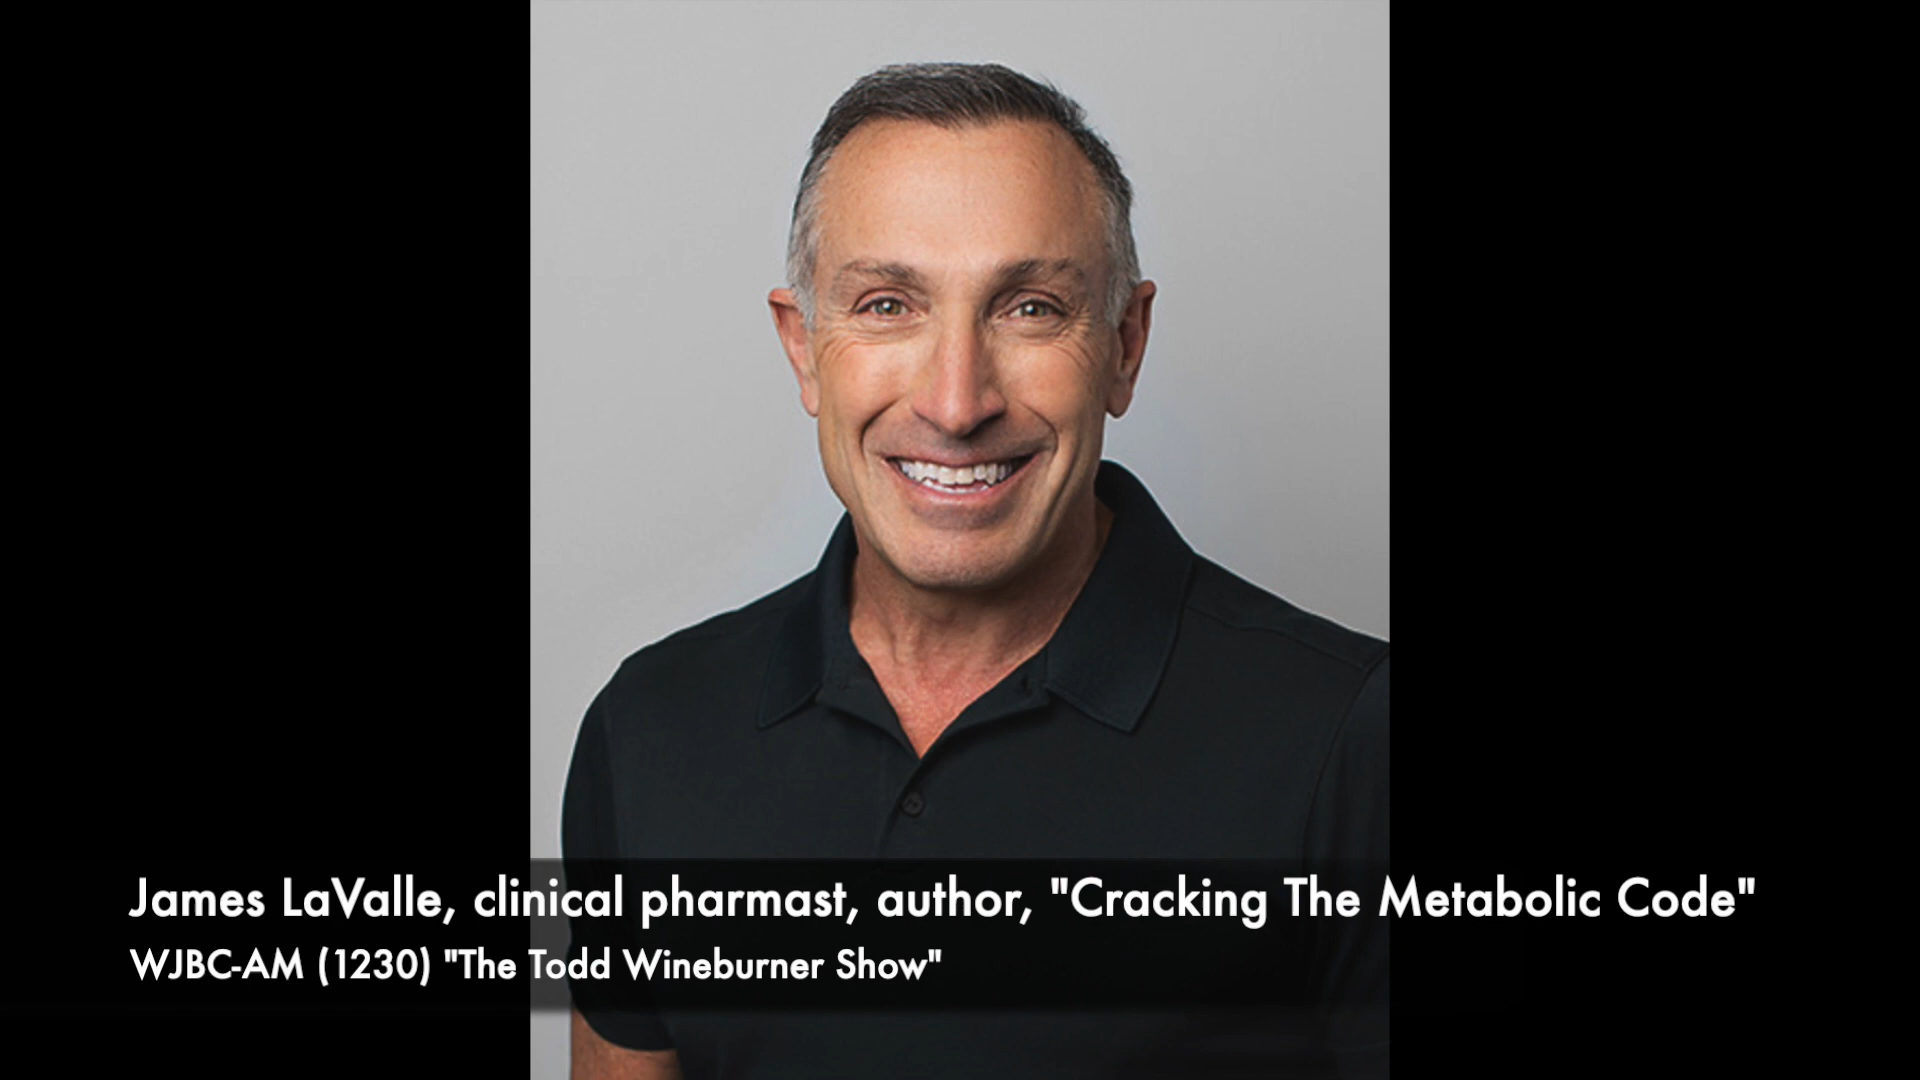 James LaValle, clinical pharmast, author, "Cracking The Metabolic Code"
WJBC-AM (1230) "The Todd Wineburner Show"